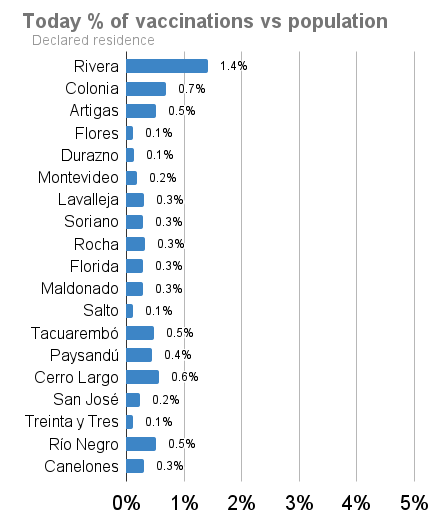 Today % of vaccinations vs population
Declared residence
Rivera 1.4%
Colonia 0.7%
Artigas 0.5%
Flores 0.1%
Durazno 0.1%
Montevideo 0.2%
Lavalleja 0.3%
Soriano 0.3%
Rocha 0.3%
Florida 0.3%
Maldonado 0.3%
Salto 0.1%
Tacuarembó 0.5%
Paysandú 0.4%
Cerro Largo 0.6%
San José 0.2%
Treinta y Tres 0.1%
Río Negro 0.5%
Canelones 0.3%
0% 1% 2% 3% 4% 5%